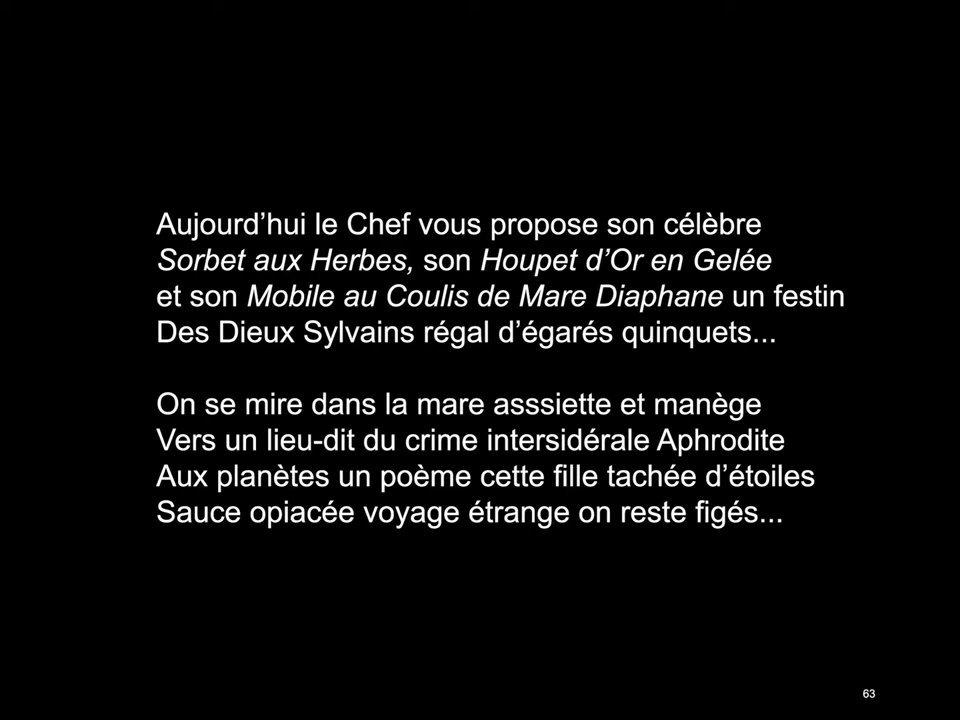 Aujourd’hui le Chef vous propose son célèbre
Sorbet aux Herbes, son Houpet d’Or en Gelée
et son Mobile au Coulis de Mare Diaphane un festin
Des Dieux Sylvains régal d’égarés quinquets...
On se mire dans la mare asssiette et manège
Vers un lieu-dit du crime intersidérale Aphrodite
Aux planètes un poème cette fille tachée d’étoiles
Sauce opiacée voyage étrange on reste figés...
63